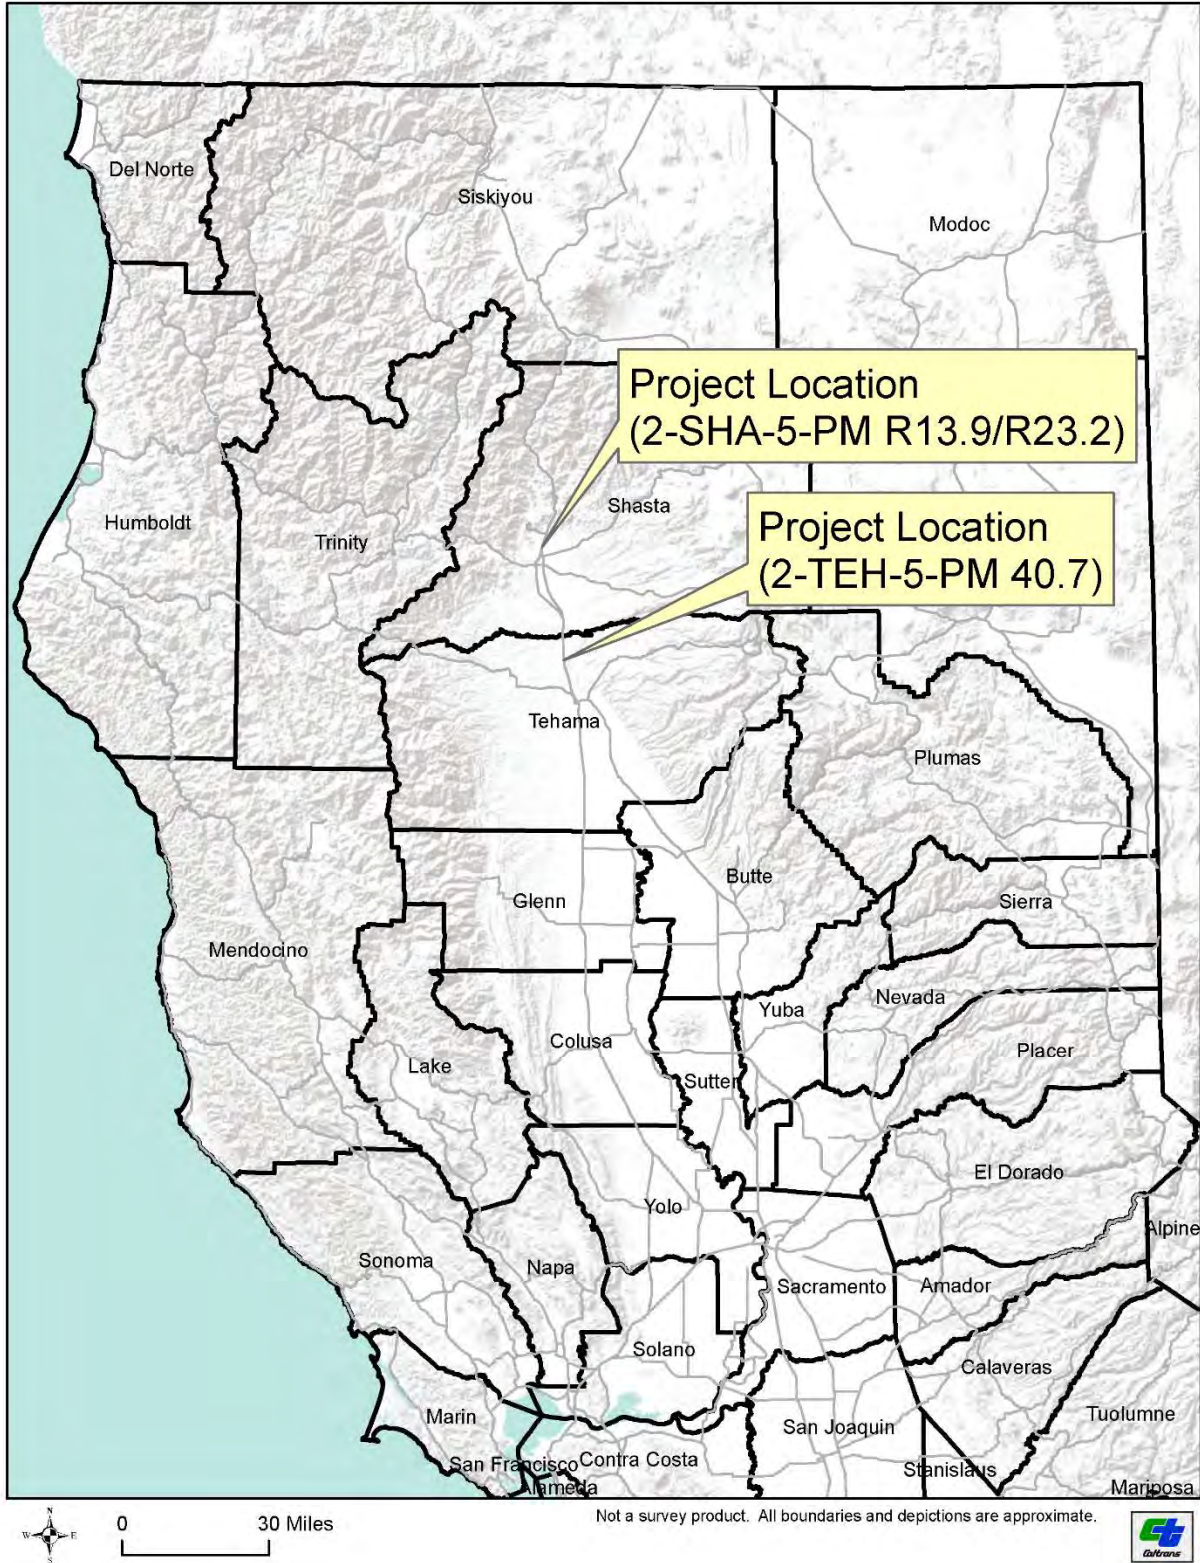 Del Norte
Siskiyou
Modoc
Project Location
(2-SHA-5-PM R13.9/R23.2)
Shasta
Humboldt
Trinity
Project Location
(2-TEH-5-PM 40.7)
Tehama
Plumas
Butte
Glenn
Sierra
Mendocino
Nevada
Yuba
Colusa
Placer
Lake
Sutter
El Dorado
Yolo
Alpine
Sonoma
Napa
Sacramento
Amador
Solano
Calaveras
Marin
Tuolumne
San Joaquin
San Francisco
Contra Costa
Stanislaus
Alameda
Mariposa
N
W
E
S
0
30 Miles
Not a survey product. All boundaries and depictions are approximate.
ct
Caltrans